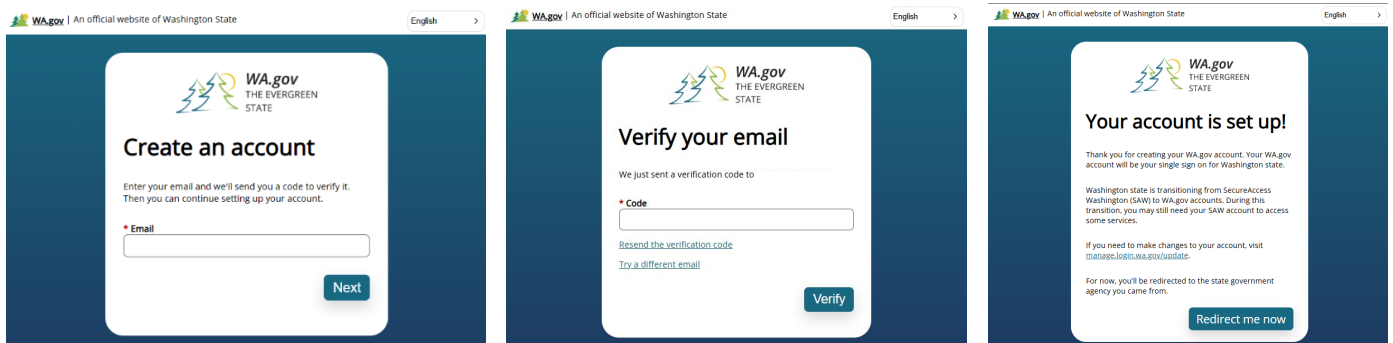 WA.gov | An official website of Washington State
English
WA.gov
THE EVERGREEN
STATE
Create an account
Enter your email and we'll send you a code to verify it.
Then you can continue setting up your account.
* Email
Next
WA.gov | An official website of Washington State
English
WA.gov
THE EVERGREEN
STATE
Verify your email
We just sent a verification code to
* Code
Resend the verification code
Try a different email
Verify
WA.gov | An official website of Washington State
English
WA.gov
THE EVERGREEN
STATE
Your account is set up!
Thank you for creating your WA.gov account. Your WA.gov
account will be your single sign on for Washington state.
Washington state is transitioning from SecureAccess
Washington (SAW) to WA.gov accounts. During this
transition, you may still need your SAW account to access
some services.
If you need to make changes to your account, visit
manage.login.wa.gov/update.
For now, you'll be redirected to the state government
agency you came from.
Redirect me now